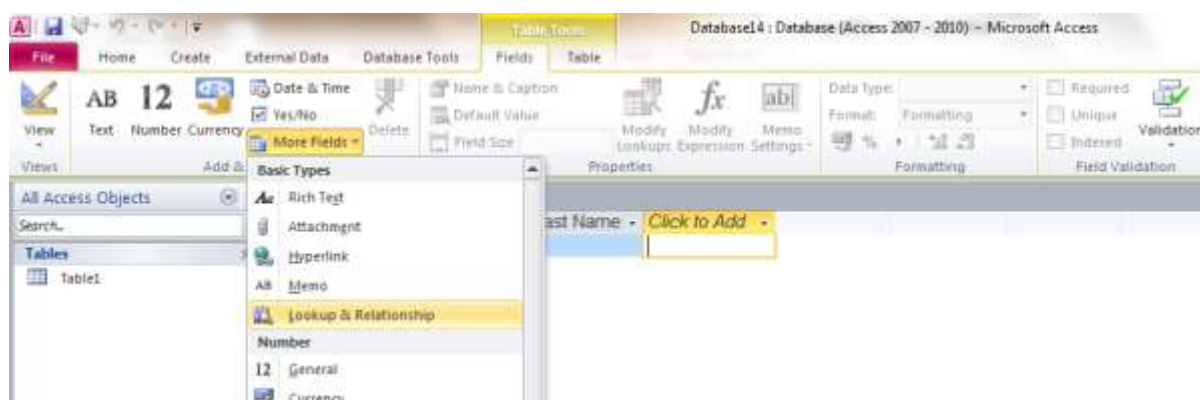 Table Tools
Database14 : Database (Access 2007 - 2010) - Microsoft Access
File Home Create External Data Database Tools Fields Table
View
AB Text
12 Number
Currency
Date & Time
Yes/No
More Fields
Delete
Name & Caption
Default Value
Field Size
Modify Lookups
fx Modify Expression
ab| Memo Settings
Data Type:
Format: Formatting
%
Required
Unique
Indexed
Validation
Views Add & Properties Formatting Field Validation
All Access Objects
Search...
Tables
Table1
Basic Types
Aa Rich Text
Attachment
Hyperlink
AB Memo
Lookup & Relationship
Number
12 General
Currency
ast Name Click to Add